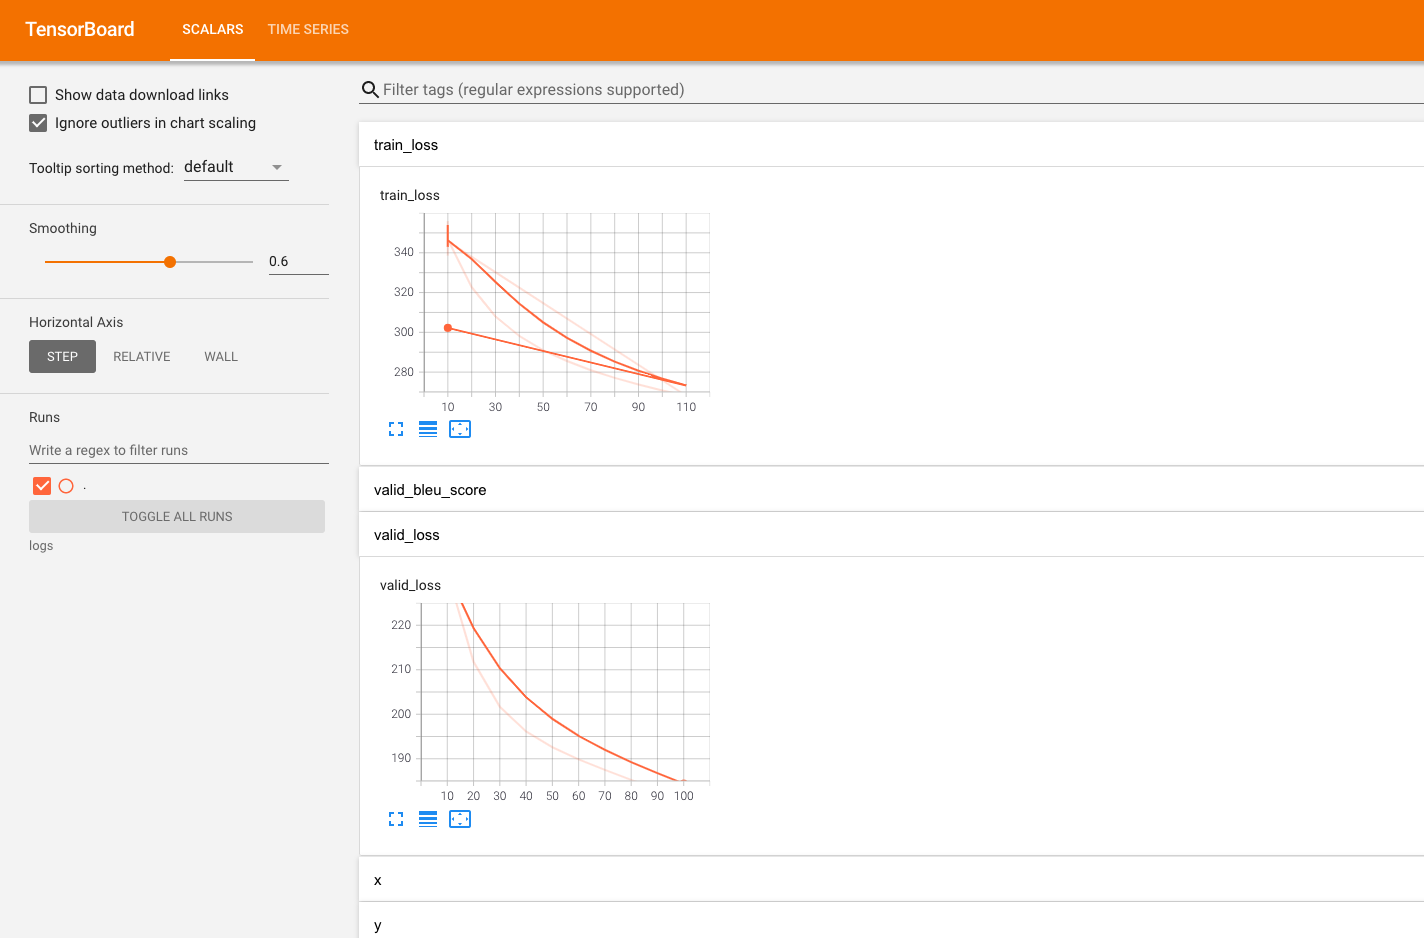 TensorBoard
SCALARS TIME SERIES
Show data download links
Ignore outliers in chart scaling
Tooltip sorting method: default
Smoothing
0.6
Horizontal Axis
STEP RELATIVE WALL
Runs
Write a regex to filter runs
.
TOGGLE ALL RUNS
logs
Filter tags (regular expressions supported)
train_loss
train_loss
340
320
300
280
10 30 50 70 90 110
valid_bleu_score
valid_loss
valid_loss
220
210
200
190
10 20 30 40 50 60 70 80 90 100
x
y